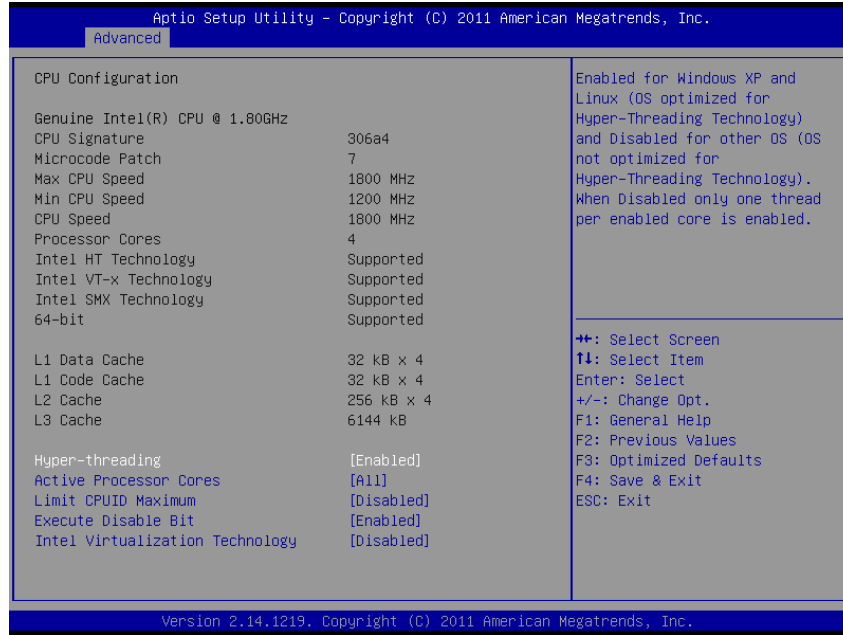 Aptio Setup Utility – Copyright (C) 2011 American Megatrends, Inc.
Advanced
CPU Configuration
Genuine Intel(R) CPU @ 1.80GHz
CPU Signature 306a4
Microcode Patch 7
Max CPU Speed 1800 MHz
Min CPU Speed 1200 MHz
CPU Speed 1800 MHz
Processor Cores 4
Intel HT Technology Supported
Intel VT-x Technology Supported
Intel SMX Technology Supported
64-bit Supported
L1 Data Cache 32 kB x 4
L1 Code Cache 32 kB x 4
L2 Cache 256 kB x 4
L3 Cache 6144 kB
Hyper-threading [Enabled]
Active Processor Cores [All]
Limit CPUID Maximum [Disabled]
Execute Disable Bit [Enabled]
Intel Virtualization Technology [Disabled]
Enabled for Windows XP and
Linux (OS optimized for
Hyper-Threading Technology)
and Disabled for other OS (OS
not optimized for
Hyper-Threading Technology).
When Disabled only one thread
per enabled core is enabled.
→←: Select Screen
↑↓: Select Item
Enter: Select
+/-: Change Opt.
F1: General Help
F2: Previous Values
F3: Optimized Defaults
F4: Save & Exit
ESC: Exit
Version 2.14.1219. Copyright (C) 2011 American Megatrends, Inc.